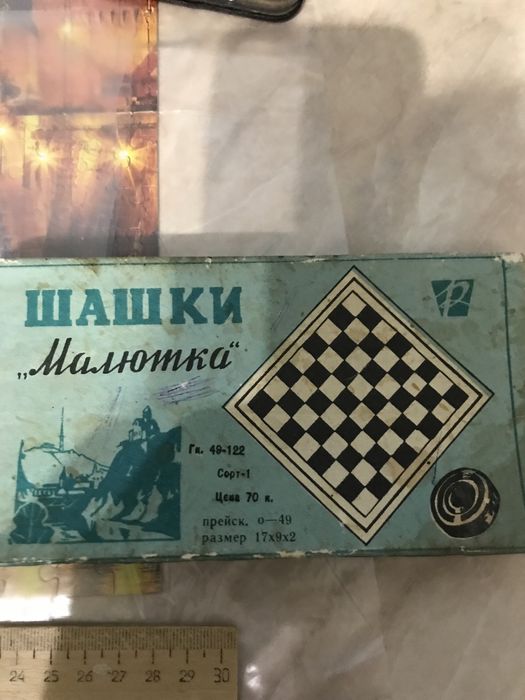 ШАШКИ
„Малютка“
Гк. 49-122
Сорт-1
Цена 70 к.
прейск. о—49
размер 17х9х2
24 25 26 27 28 29 30